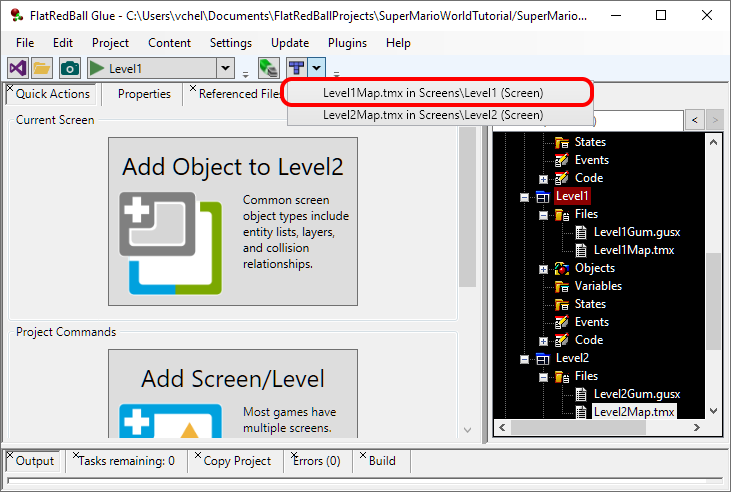 FlatRedBall Glue - C:\Users\vchel\Documents\FlatRedBallProjects\SuperMarioWorldTutorial/SuperMario...
File Edit Project Content Settings Update Plugins Help
Level1
Quick Actions Properties Referenced File
Level1Map.tmx in Screens\Level1 (Screen)
Level2Map.tmx in Screens\Level2 (Screen)
Current Screen
Add Object to Level2
Common screen
object types include
entity lists, layers,
and collision
relationships.
Project Commands
Add Screen/Level
Most games have
multiple screens.
States
Events
Code
Level1
Files
Level1Gum.gusx
Level1Map.tmx
Objects
Variables
States
Events
Code
Level2
Files
Level2Gum.gusx
Level2Map.tmx
Output Tasks remaining: 0 Copy Project Errors (0) Build